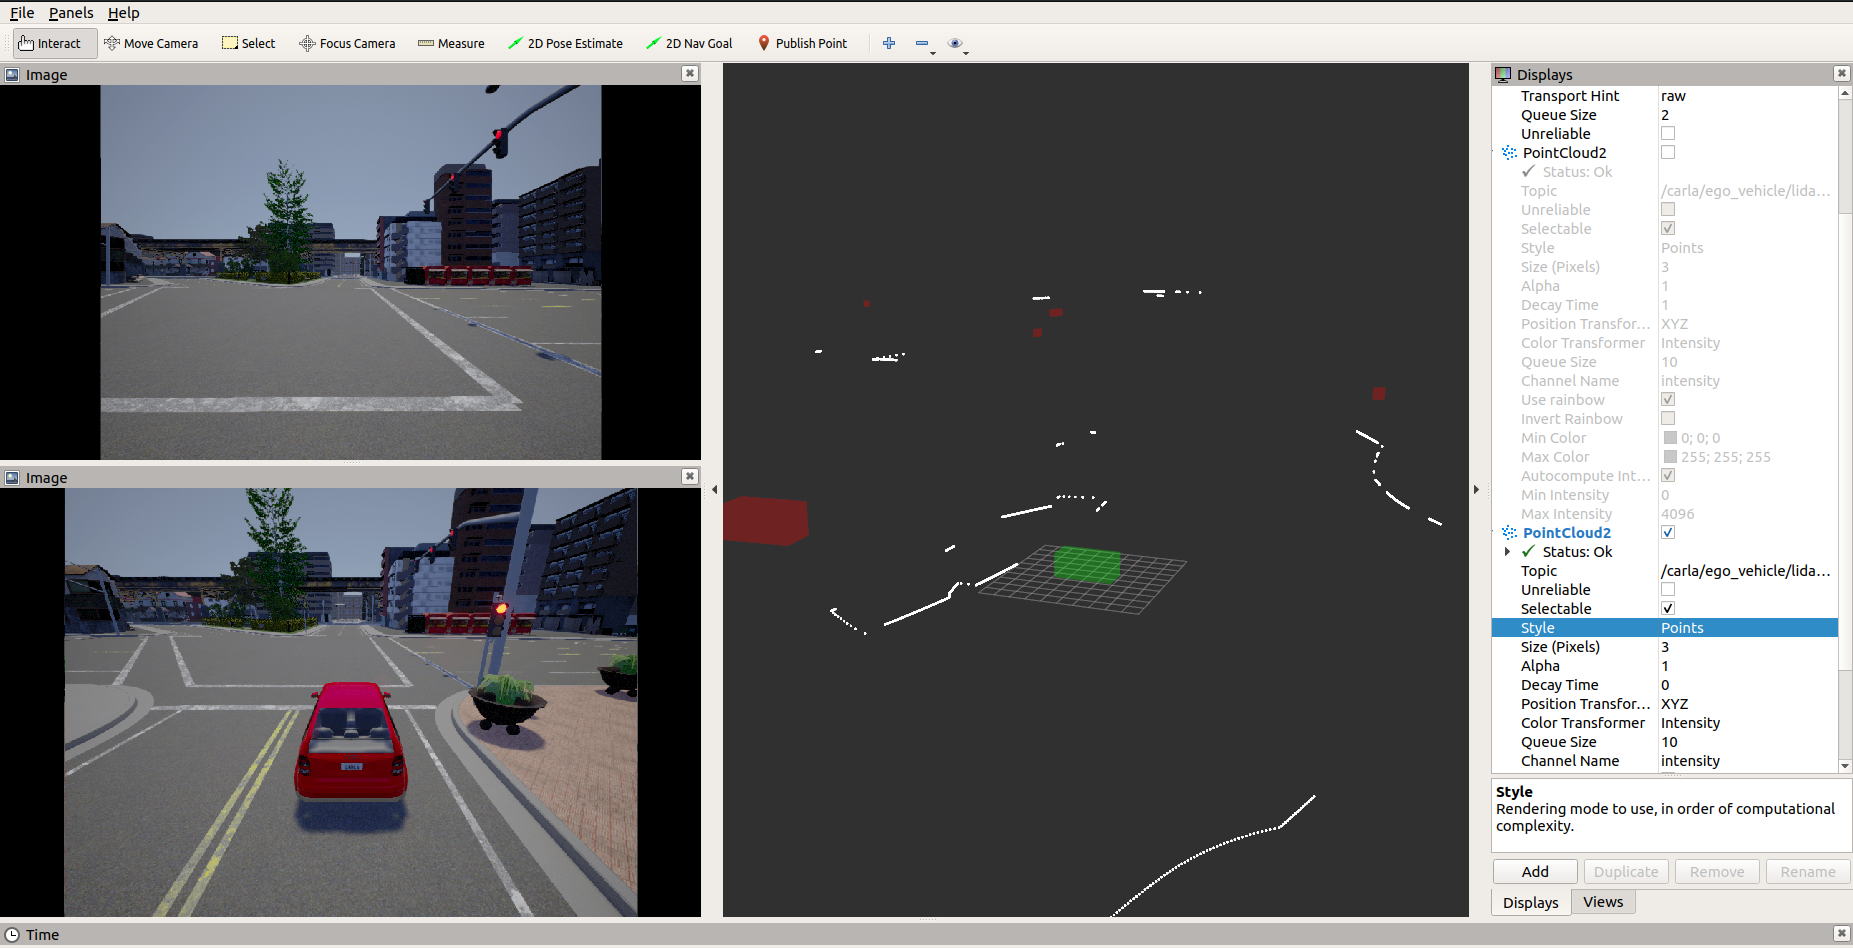 File Panels Help
Interact Move Camera Select Focus Camera Measure 2D Pose Estimate 2D Nav Goal Publish Point
Image
Image
Displays
Transport Hint raw
Queue Size 2
Unreliable
PointCloud2
Status: Ok
Topic /carla/ego_vehicle/lida...
Unreliable
Selectable
Style Points
Size (Pixels) 3
Alpha 1
Decay Time 1
Position Transfor... XYZ
Color Transformer Intensity
Queue Size 10
Channel Name intensity
Use rainbow
Invert Rainbow
Min Color 0; 0; 0
Max Color 255; 255; 255
Autocompute Int...
Min Intensity 0
Max Intensity 4096
PointCloud2
Status: Ok
Topic /carla/ego_vehicle/lida...
Unreliable
Selectable
Style Points
Size (Pixels) 3
Alpha 1
Decay Time 0
Position Transfor... XYZ
Color Transformer Intensity
Queue Size 10
Channel Name intensity
Style
Rendering mode to use, in order of computational
complexity.
Add Duplicate Remove Rename
Displays Views
Time